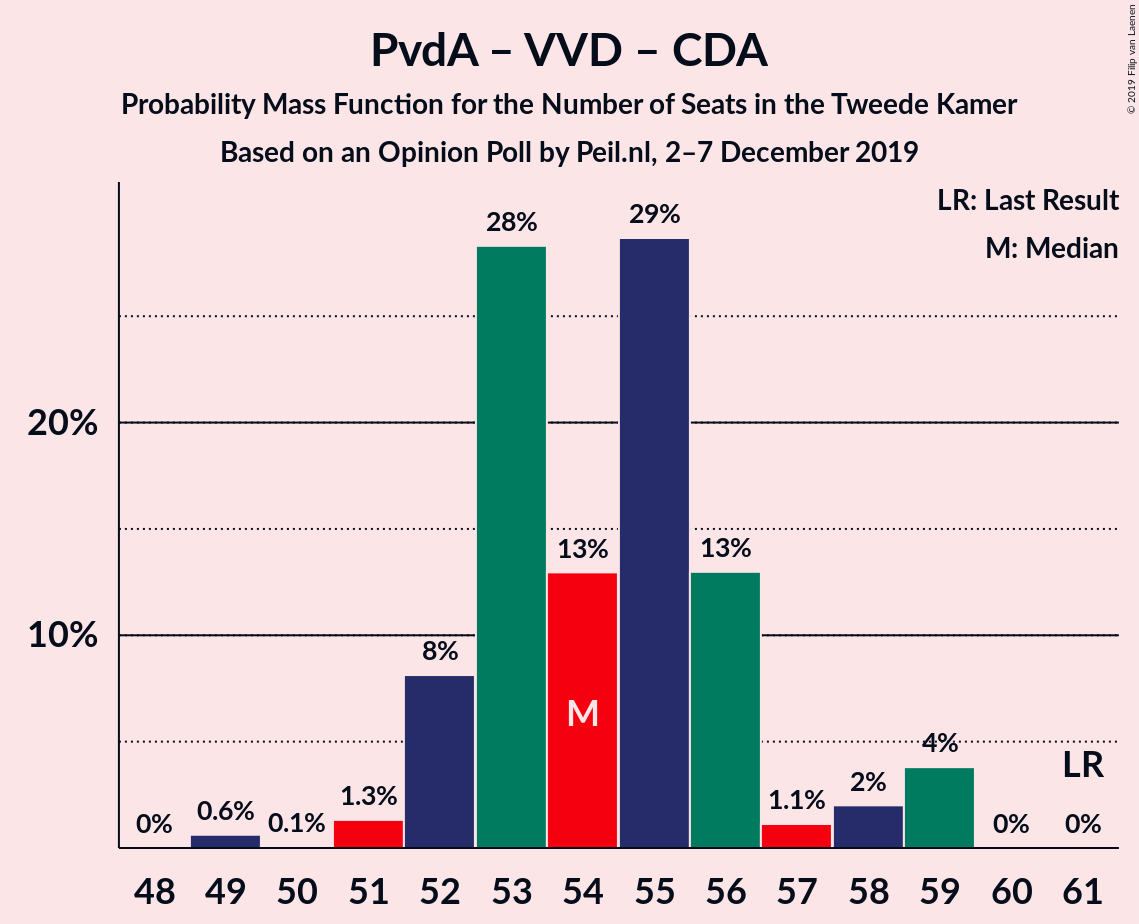 PvdA – VVD – CDA
Probability Mass Function for the Number of Seats in the Tweede Kamer
Based on an Opinion Poll by Peil.nl, 2–7 December 2019
© 2019 Filip van Laenen
LR: Last Result
M: Median
20%
10%
0%
0.6%
0.1%
1.3%
8%
28%
13%
29%
13%
1.1%
2%
4%
0%
0%
M
LR
48 49 50 51 52 53 54 55 56 57 58 59 60 61